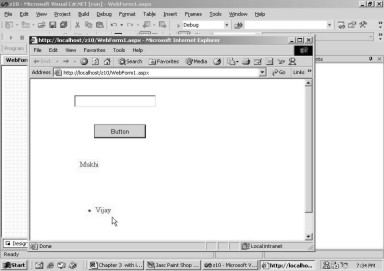 z10 - Microsoft Visual C#.NET [run] - WebForm1.aspx
File Edit View Project Build Debug Format Table Insert Frames Tools Window Help
Debug
Program
http://localhost/z10/WebForm1.aspx - Microsoft Internet Explorer
WebForm
File Edit View Favorites Tools Help
Back Search Favorites Media
Address http://localhost/z10/WebForm1.aspx Go Links »
Button
Mukhi
• Vijay
Design
Done Local intranet
Ready
Start Chapter 3 with i... Jasc Paint Shop ... z10 - Microsoft V... http://localho... 7:34 PM